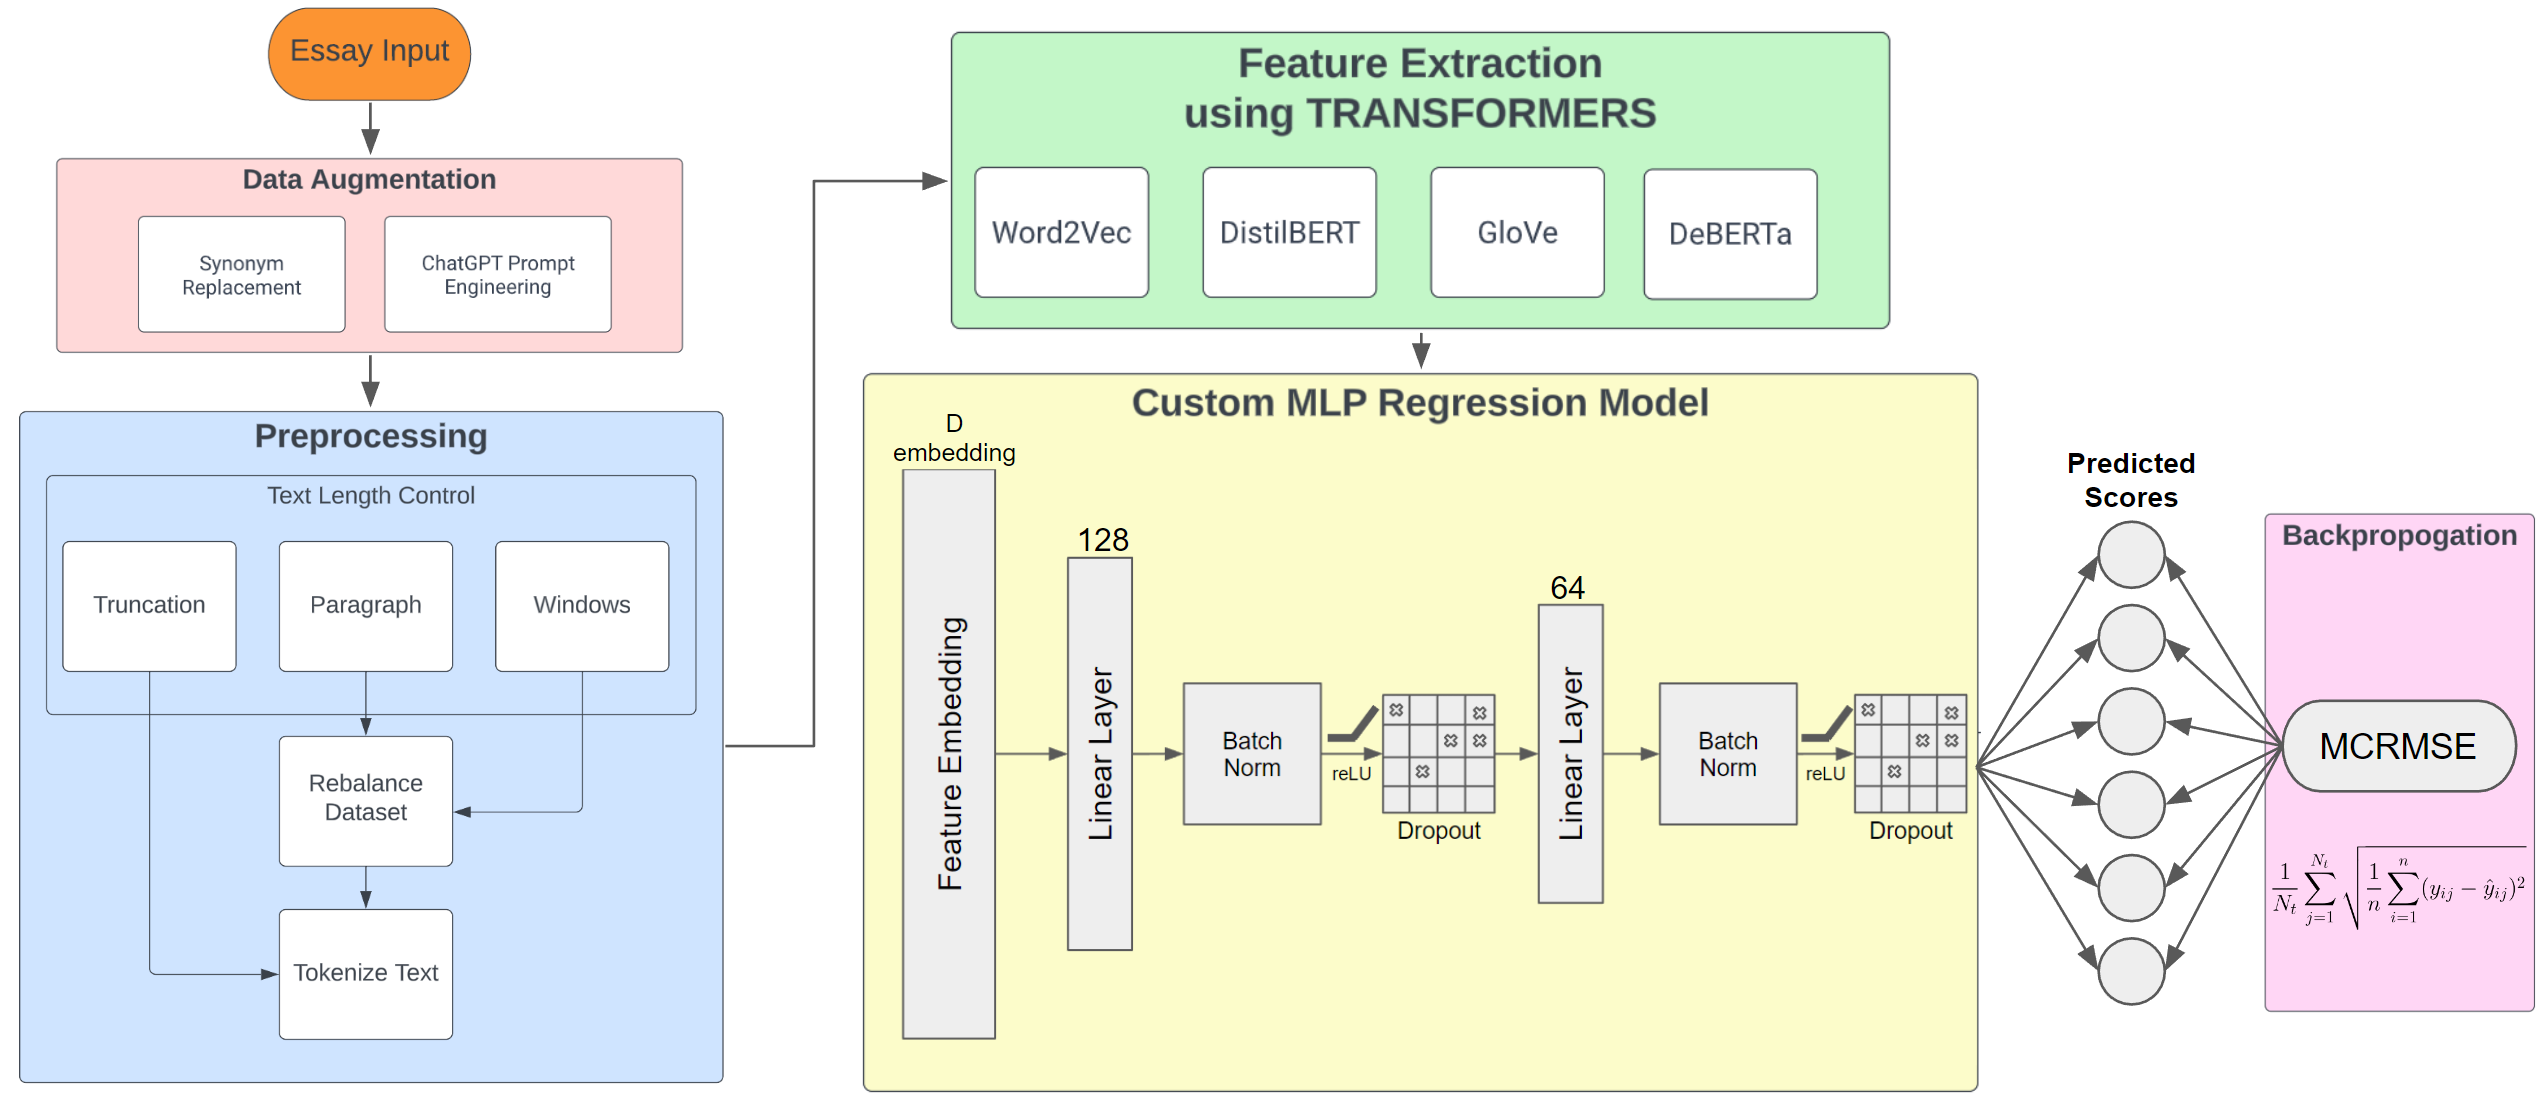 Essay Input
Data Augmentation
Synonym
Replacement
ChatGPT Prompt
Engineering
Preprocessing
Text Length Control
Truncation
Paragraph
Windows
Rebalance
Dataset
Tokenize Text
Feature Extraction
using TRANSFORMERS
Word2Vec
DistilBERT
GloVe
DeBERTa
Custom MLP Regression Model
D
embedding
Feature Embedding
128
Linear Layer
Batch
Norm
reLU
Dropout
64
Linear Layer
Batch
Norm
reLU
Dropout
Predicted
Scores
Backpropogation
MCRMSE
\frac{1}{N_t} \sum_{j=1}^{N_t} \sqrt{\frac{1}{n} \sum_{i=1}^{n} (y_{ij} - \hat{y}_{ij})^2}